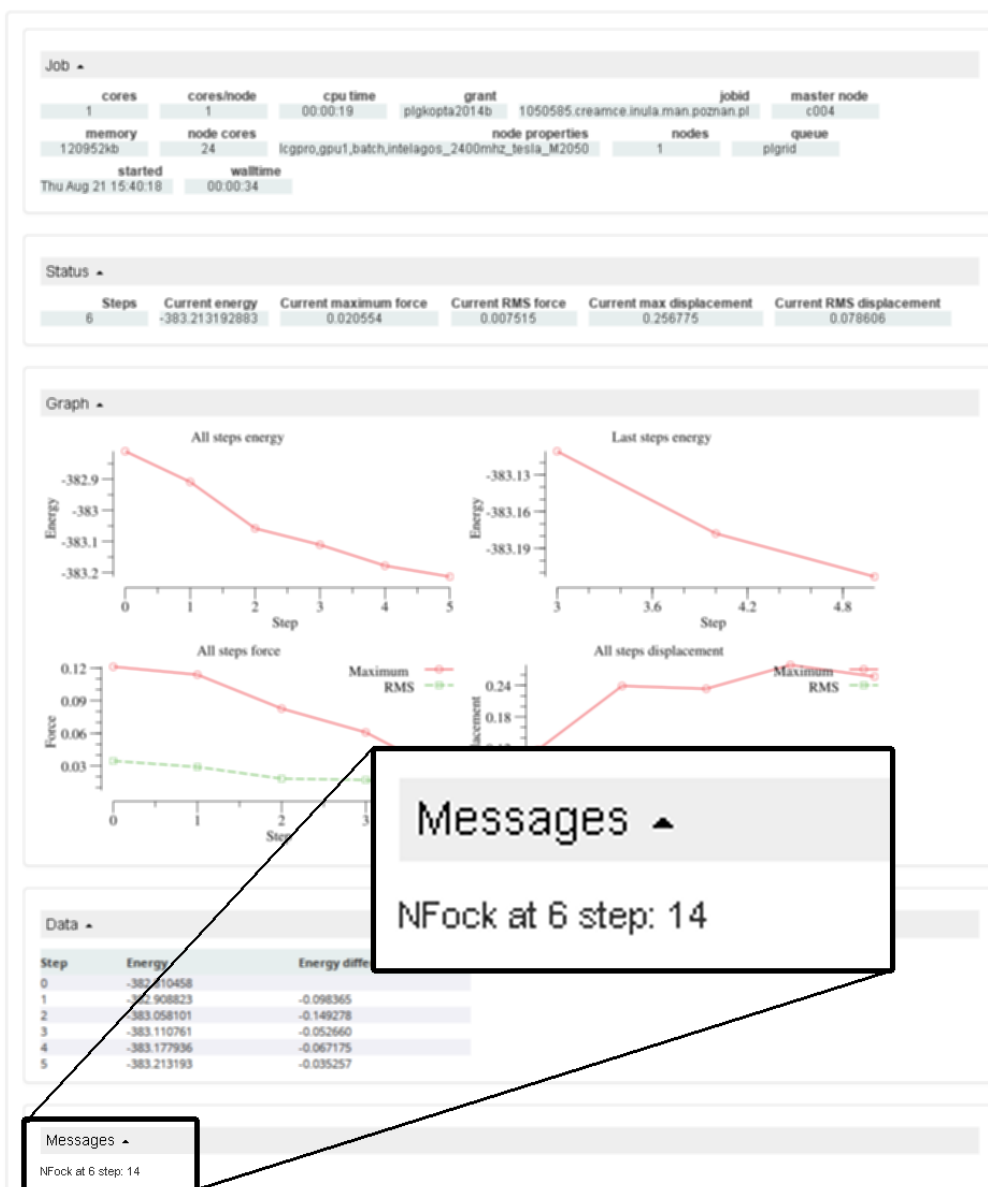 Job
cores cores/node cpu time grant jobid master node
1 1 00:00:19 plgkopta2014b 1050585.creamce.inula.man.poznan.pl c004
memory node cores node properties nodes queue
120952kb 24 lcgpro,gpu1,batch,intelagos_2400mhz_tesla_M2050 1 plgrid
started walltime
Thu Aug 21 15:40:18 00:00:34
Status
Steps Current energy Current maximum force Current RMS force Current max displacement Current RMS displacement
6 -383.213192883 0.020554 0.007515 0.256775 0.078606
Graph
All steps energy
Energy
-382.9
-383
-383.1
-383.2
0 1 2 3 4 5
Step
Last steps energy
Energy
-383.13
-383.16
-383.19
3 3.6 4.2 4.8
Step
All steps force
Maximum
RMS
Force
0.12
0.09
0.06
0.03
0 1 2 3
Step
All steps displacement
Maximum
RMS
0.24
0.18
Messages
NFock at 6 step: 14
Data
Step Energy
0
1 -0.098365
2 -383.058101 -0.149278
3 -383.110761 -0.052660
4 -383.177936 -0.067175
5 -383.213193 -0.035257
Messages
NFock at 6 step: 14